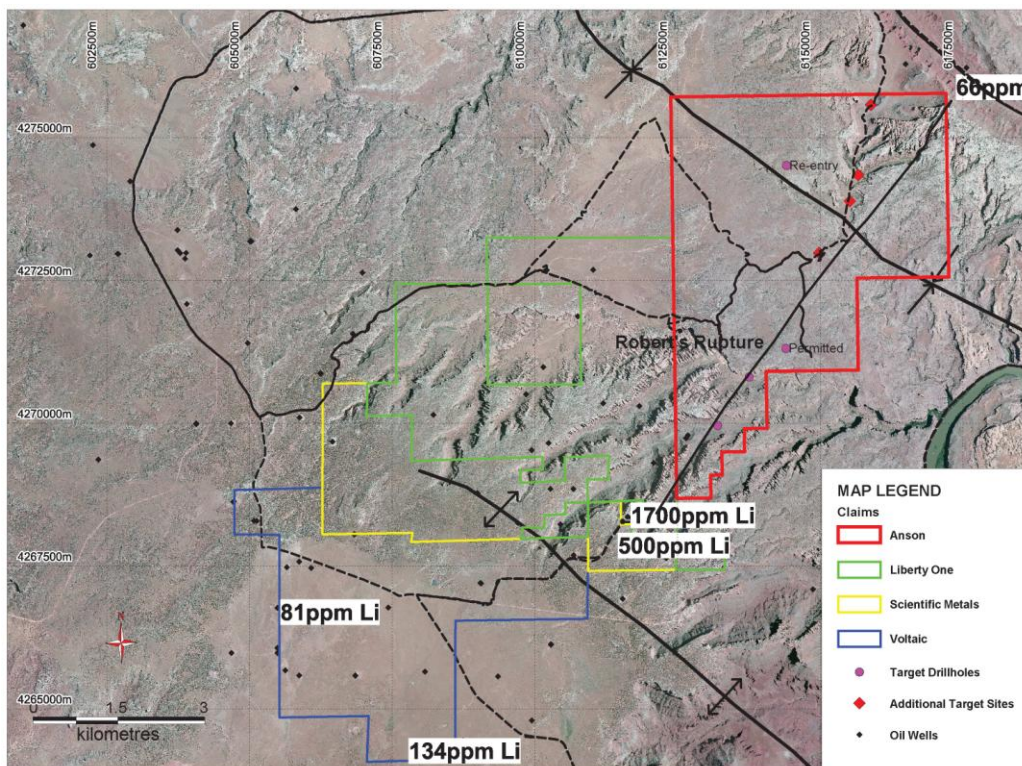 602500m
605000m
607500m
610000m
612500m
615000m
617500m
66ppm
4275000m
Re-entry
4272500m
Robert's Rupture
Permitted
4270000m
1700ppm Li
500ppm Li
4267500m
81ppm Li
N
4265000m
0 1.5 3
kilometres
134ppm Li
MAP LEGEND
Claims
Anson
Liberty One
Scientific Metals
Voltaic
Target Drillholes
Additional Target Sites
Oil Wells